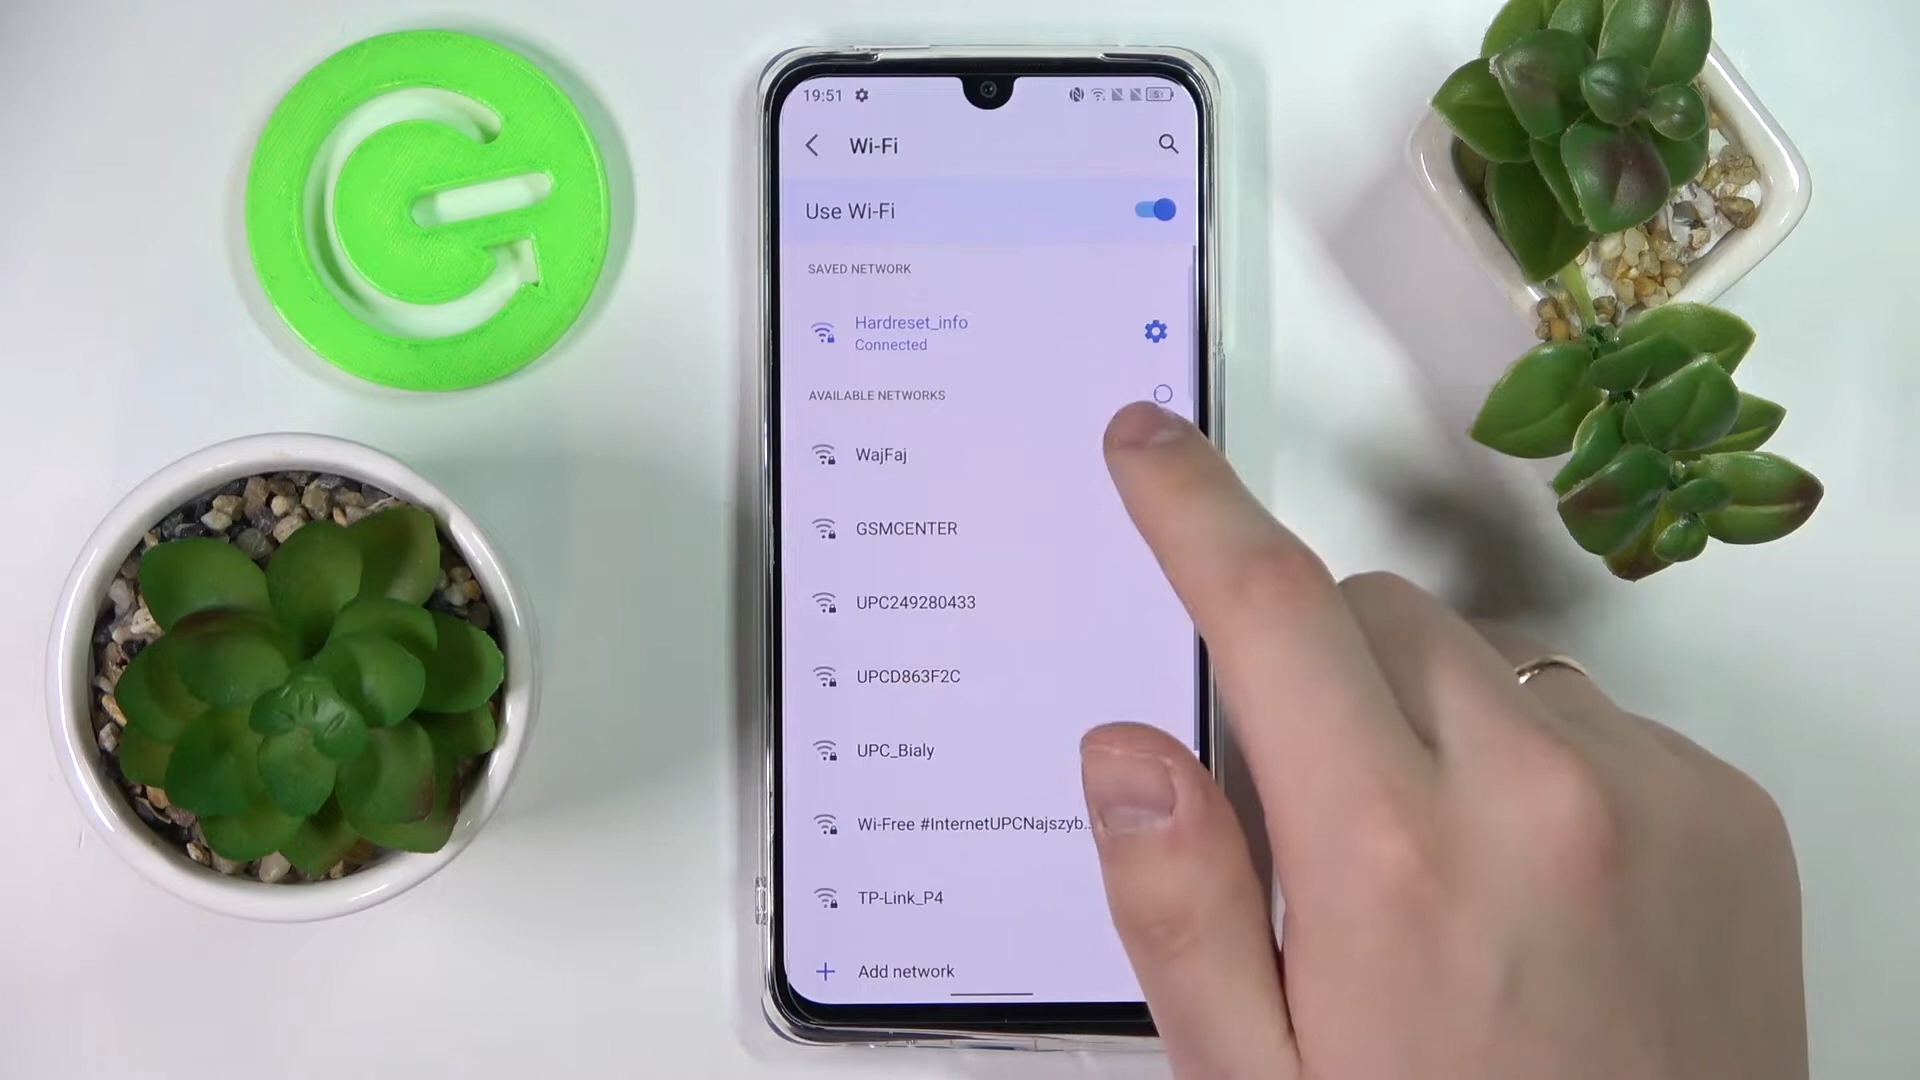 19:51
Wi-Fi
Use Wi-Fi
SAVED NETWORK
Hardreset_info
Connected
AVAILABLE NETWORKS
WajFaj
GSMCENTER
UPC249280433
UPCD863F2C
UPC_Bialy
Wi-Free #InternetUPCNajszyb..
TP-Link_P4
+ Add network